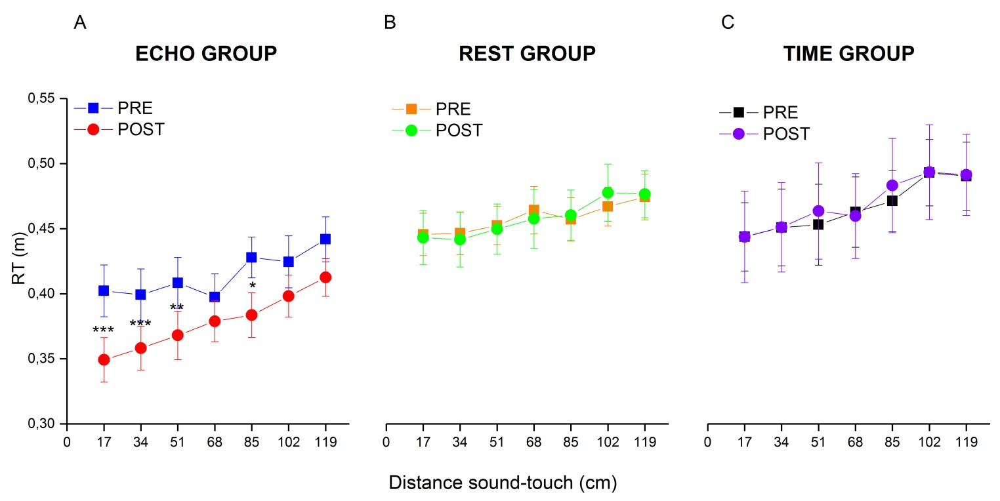 A
B
C
ECHO GROUP
REST GROUP
TIME GROUP
PRE
POST
PRE
POST
PRE
POST
0,55
0,50
0,45
0,40
0,35
0,30
RT (m)
*
**
***
***
0 17 34 51 68 85 102 119
0 17 34 51 68 85 102 119
0 17 34 51 68 85 102 119
Distance sound-touch (cm)